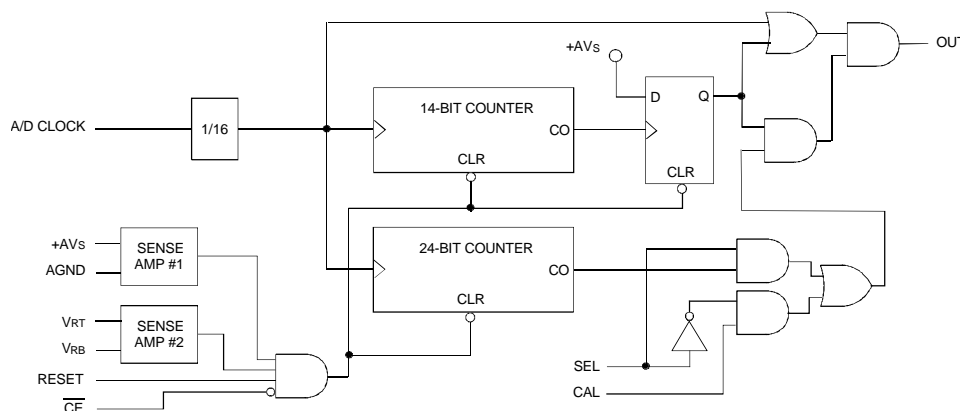 +AVS
OUT
D Q
14-BIT COUNTER
A/D CLOCK
1/16
CO
CLR
CLR
+AVS
SENSE
AMP #1
24-BIT COUNTER
AGND
CO
CLR
VRT
SENSE
AMP #2
VRB
SEL
RESET
CAL
CE